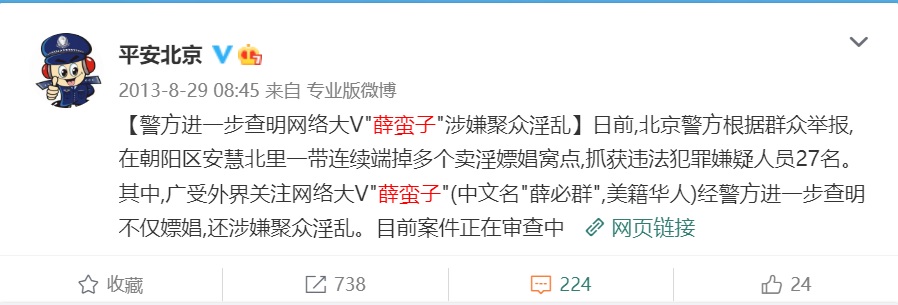 平安北京
2013-8-29 08:45 来自 专业版微博
【警方进一步查明网络大V"薛蛮子"涉嫌聚众淫乱】日前,北京警方根据群众举报,
在朝阳区安慧北里一带连续端掉多个卖淫嫖娼窝点,抓获违法犯罪嫌疑人员27名。
其中,广受外界关注网络大V"薛蛮子"(中文名"薛必群",美籍华人)经警方进一步查明
不仅嫖娼,还涉嫌聚众淫乱。目前案件正在审查中 网页链接
收藏 738 224 24